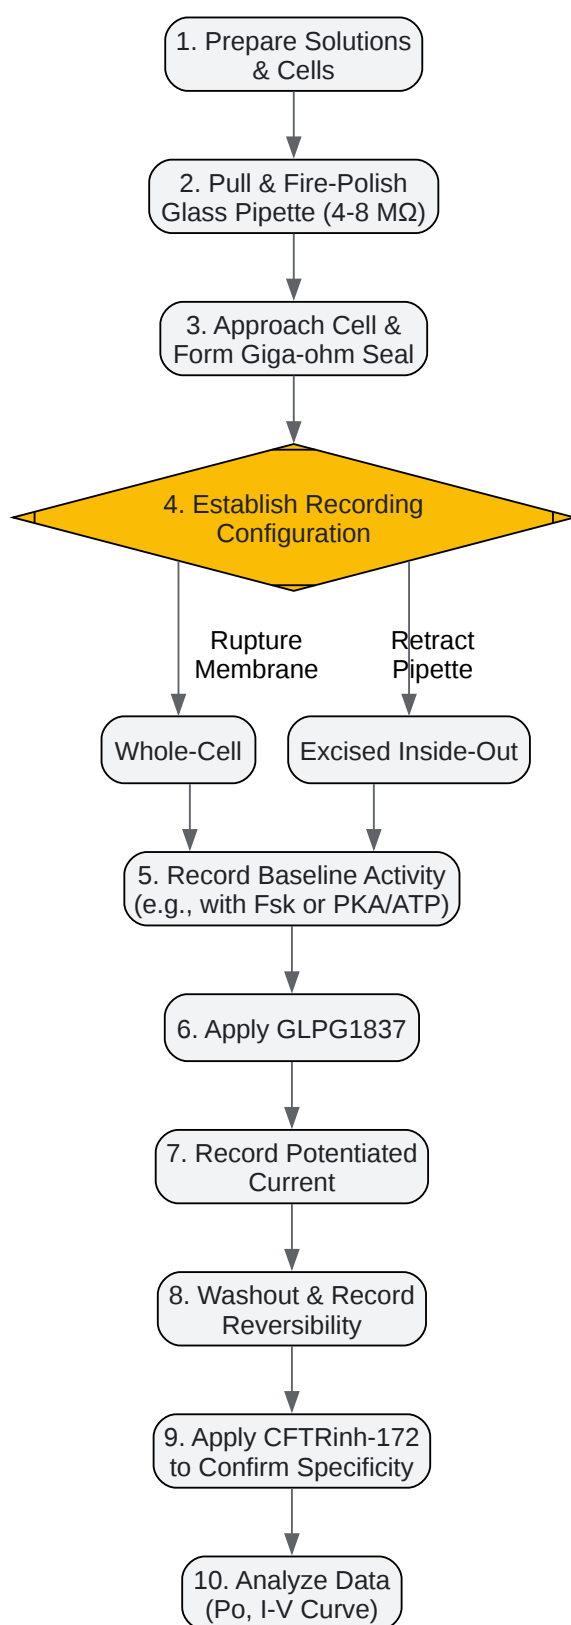 1. Prepare Solutions
& Cells
2. Pull & Fire-Polish
Glass Pipette (4-8 MΩ)
3. Approach Cell &
Form Giga-ohm Seal
4. Establish Recording
Configuration
Rupture
Membrane
Retract
Pipette
Whole-Cell
Excised Inside-Out
5. Record Baseline Activity
(e.g., with Fsk or PKA/ATP)
6. Apply GLPG1837
7. Record Potentiated
Current
8. Washout & Record
Reversibility
9. Apply CFTRinh-172
to Confirm Specificity
10. Analyze Data
(Po, I-V Curve)